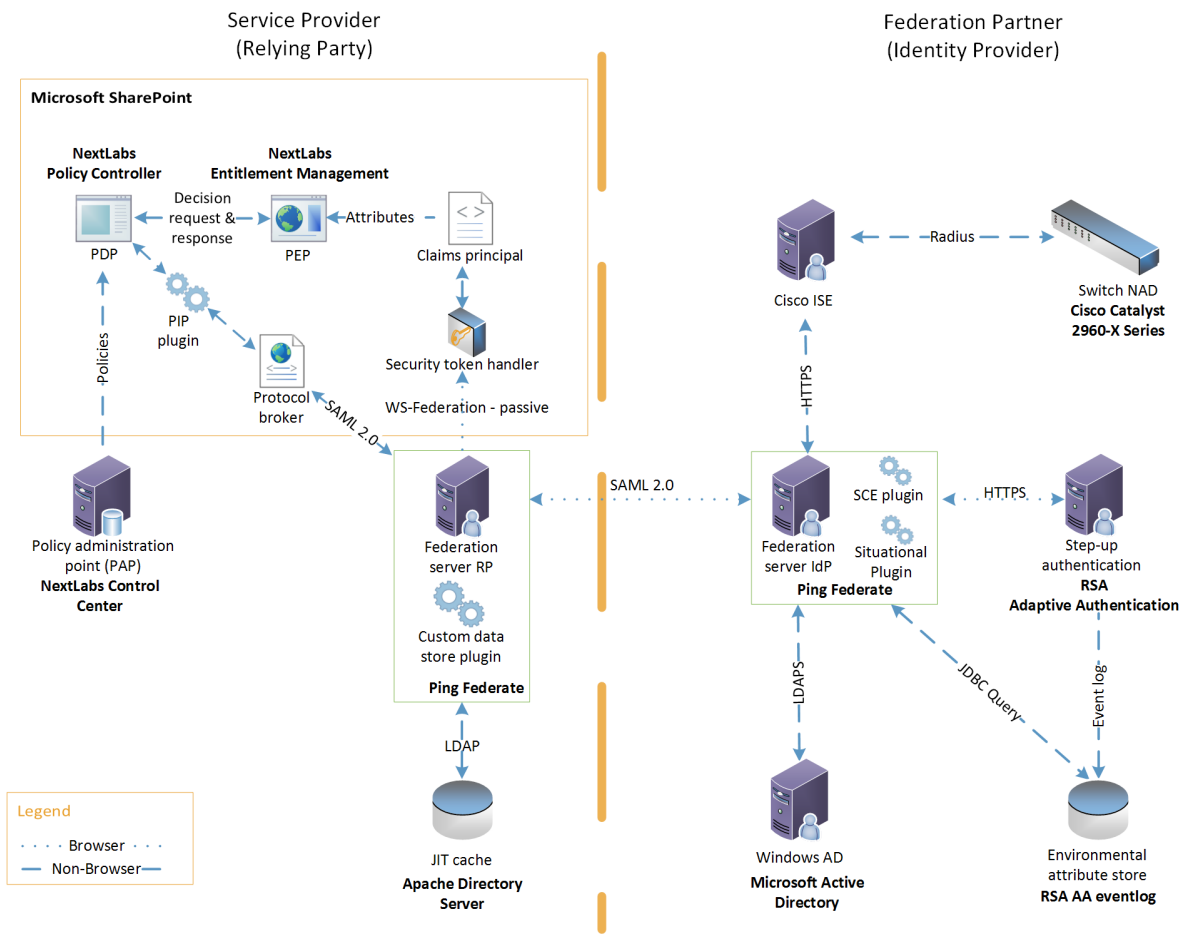 Service Provider
(Relying Party)
Federation Partner
(Identity Provider)
Microsoft SharePoint
NextLabs
Policy Controller
NextLabs
Entitlement Management
Decision
request &
response
Attributes
PDP
PEP
Claims principal
PIP
plugin
Policies
Security token handler
Protocol
broker
SAML 2.0
WS-Federation - passive
Radius
Cisco ISE
Switch NAD
Cisco Catalyst
2960-X Series
HTTPS
Policy administration
point (PAP)
NextLabs Control
Center
Federation
server RP
Custom data
store plugin
Ping Federate
SAML 2.0
SCE plugin
Federation
server IdP
Situational
Plugin
Ping Federate
HTTPS
Step-up
authentication
RSA
Adaptive Authentication
LDAP
LDAPS
JDBC Query
Event log
JIT cache
Apache Directory
Server
Windows AD
Microsoft Active
Directory
Environmental
attribute store
RSA AA eventlog
Legend
Browser
Non-Browser